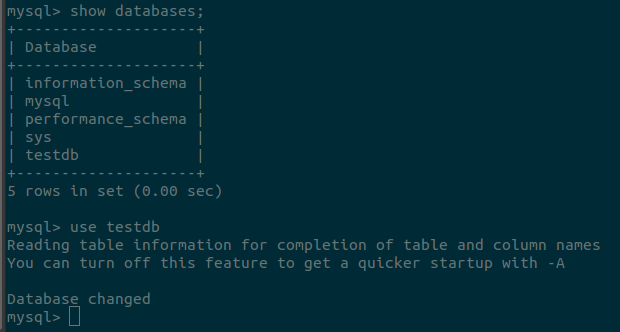 mysql> show databases;
+--------------------+
| Database           |
+--------------------+
| information_schema |
| mysql              |
| performance_schema |
| sys                |
| testdb             |
+--------------------+
5 rows in set (0.00 sec)

mysql> use testdb
Reading table information for completion of table and column names
You can turn off this feature to get a quicker startup with -A

Database changed
mysql>